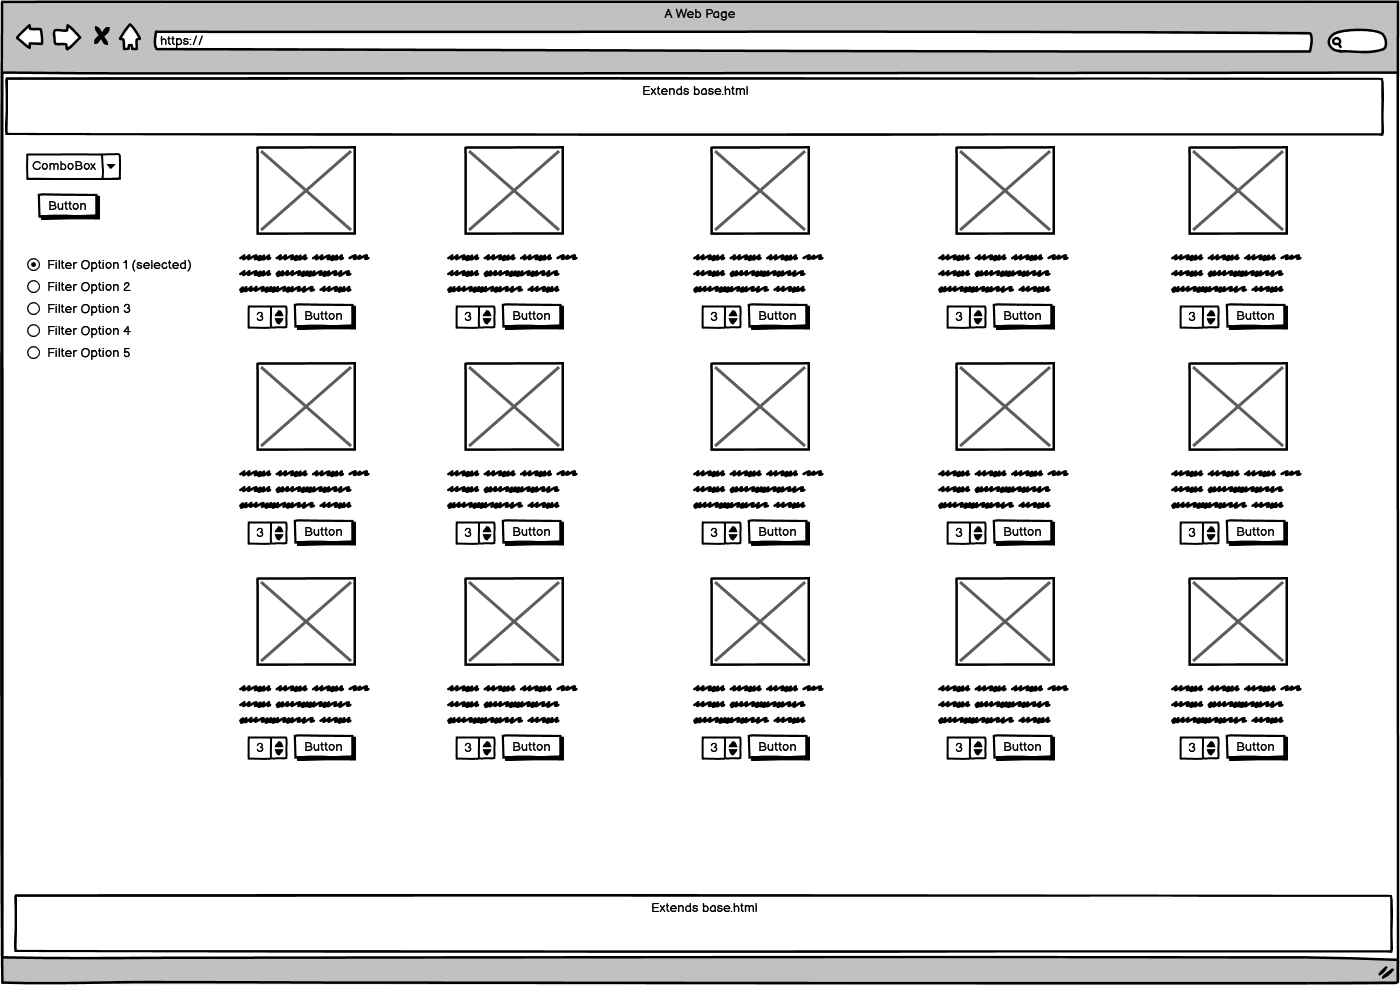 A Web Page
https://
Extends base.html
ComboBox
Button
Filter Option 1 (selected)
Filter Option 2
Filter Option 3
Filter Option 4
Filter Option 5
3 Button 3 Button 3 Button 3 Button 3 Button
3 Button 3 Button 3 Button 3 Button 3 Button
3 Button 3 Button 3 Button 3 Button 3 Button
Extends base.html